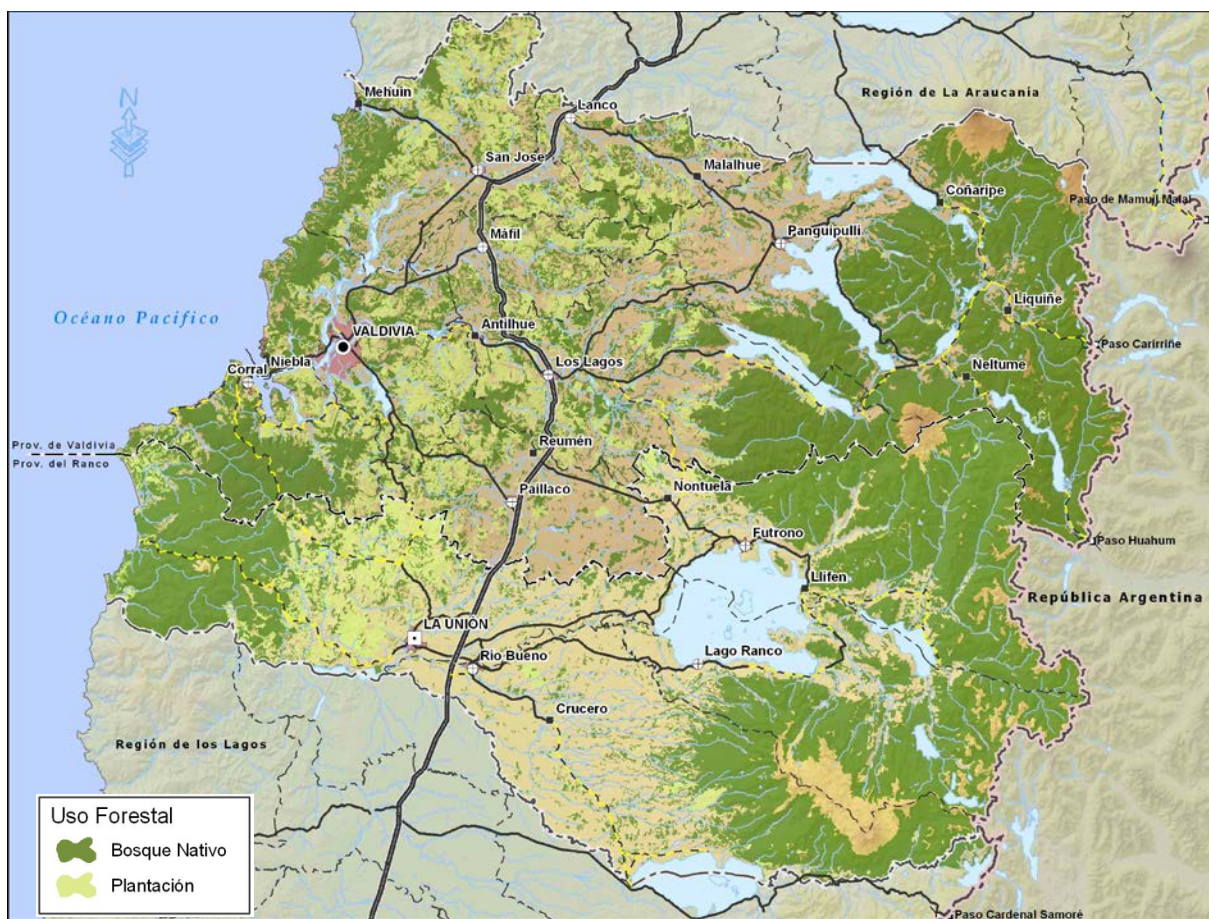 N
Región de La Araucanía
Mehuin
Lanco
San Jose
Malalhue
Coñaripe
Paso de Mamuil Malal
Máfil
Panguipulli
Océano Pacífico
Liquiñe
VALDIVIA
Antilhue
Paso Carirriñe
Niebla
Los Lagos
Corral
Neltume
Prov. de Valdivia
Prov. del Ranco
Reumén
Paillaco
Nontuela
Futrono
Paso Huahum
Llifen
República Argentina
LA UNION
Rio Bueno
Lago Ranco
Crucero
Región de los Lagos
Uso Forestal
Bosque Nativo
Plantación
Paso Cardenal Samoré